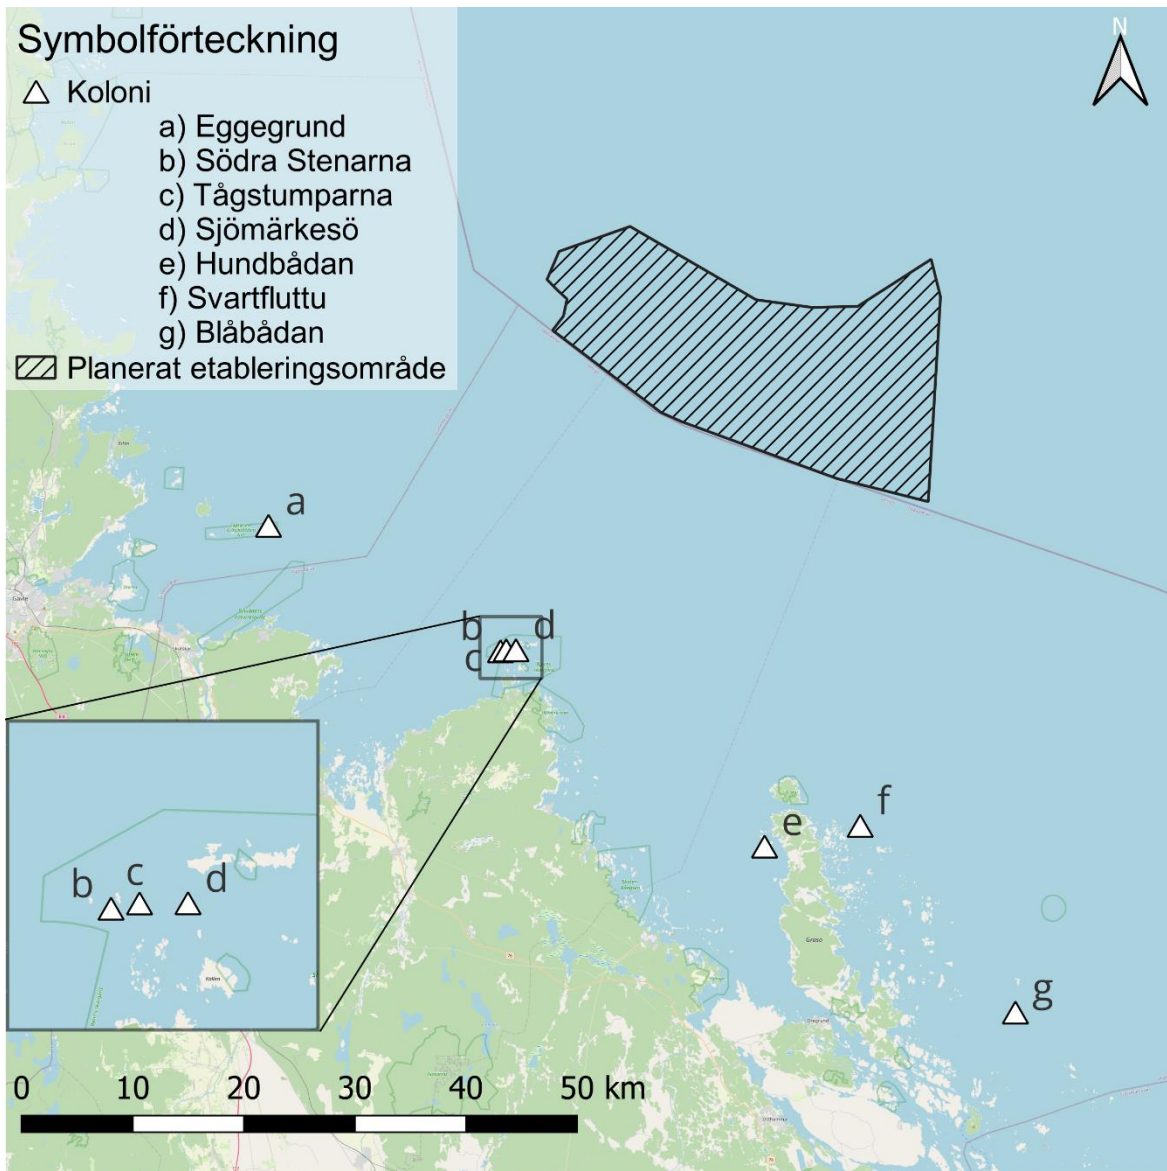 Symbolförteckning
N
Koloni
a) Eggegrund
b) Södra Stenarna
c) Tågstumparna
d) Sjömärkesö
e) Hundbådan
f) Svartfluttu
g) Blåbådan
Planerat etableringsområde
a
b
d
c
e
f
Gräsö
b
c
d
g
0 10 20 30 40 50 km